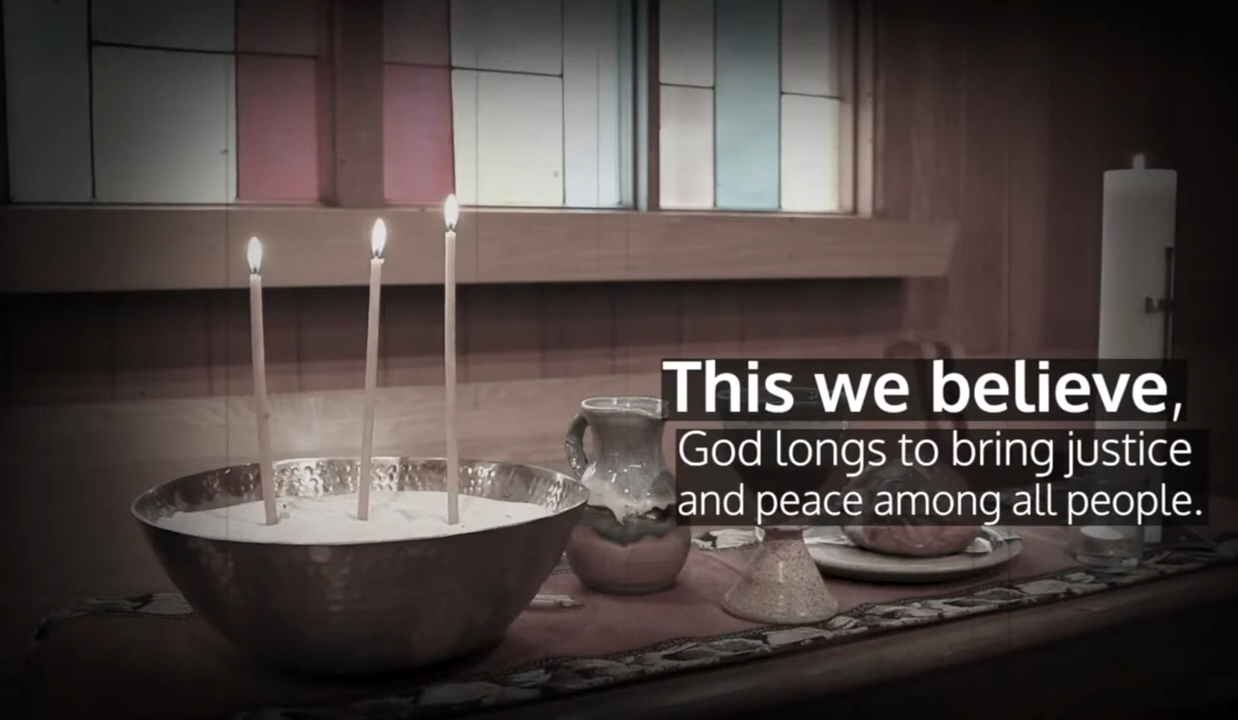 This we believe,
God longs to bring justice
and peace among all people.